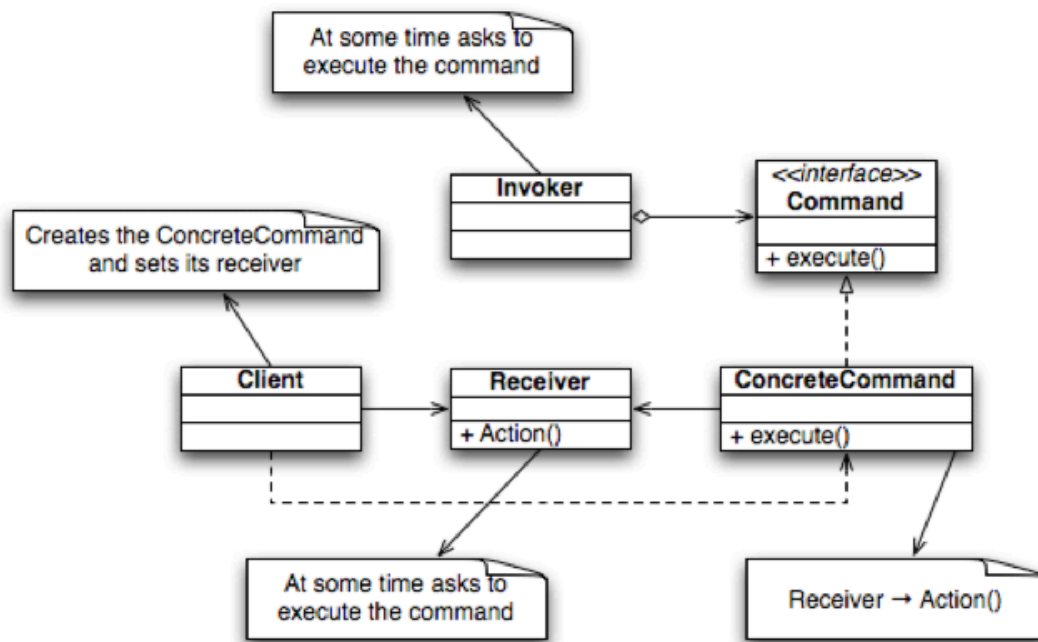 At some time asks to
execute the command
Invoker
<<interface>>
Command
+ execute()
Creates the ConcreteCommand
and sets its receiver
Client
Receiver
+ Action()
ConcreteCommand
+ execute()
At some time asks to
execute the command
Receiver → Action()